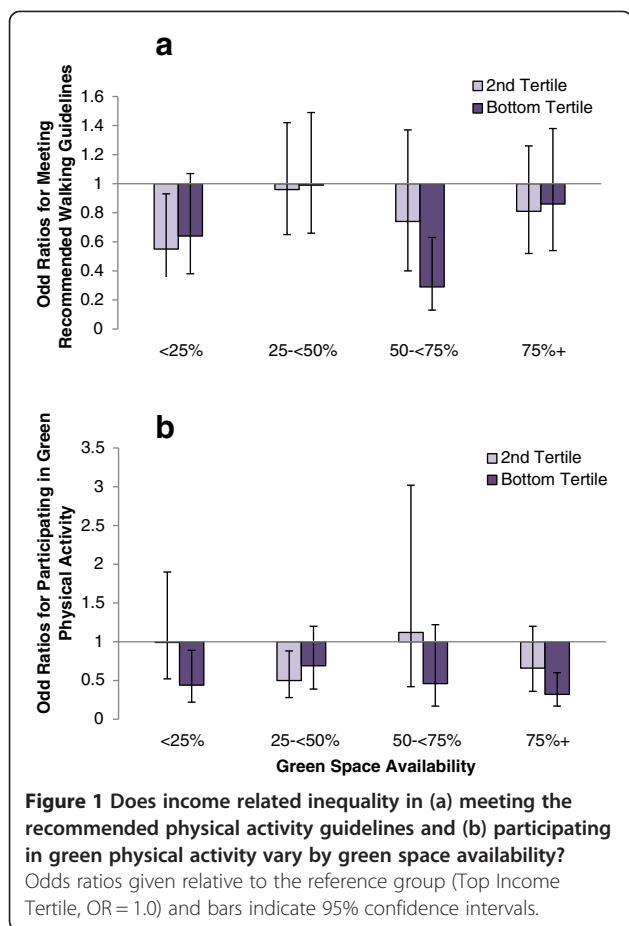 a
2nd Tertile
Bottom Tertile
Odd Ratios for Meeting
Recommended Walking Guidelines
1.6
1.4
1.2
1
0.8
0.6
0.4
0.2
0
<25% 25-<50% 50-<75% 75%+
b
2nd Tertile
Bottom Tertile
Odd Ratios for Participating in Green
Physical Activity
3.5
3
2.5
2
1.5
1
0.5
0
<25% 25-<50% 50-<75% 75%+
Green Space Availability
Figure 1 Does income related inequality in (a) meeting the
recommended physical activity guidelines and (b) participating
in green physical activity vary by green space availability?
Odds ratios given relative to the reference group (Top Income
Tertile, OR = 1.0) and bars indicate 95% confidence intervals.